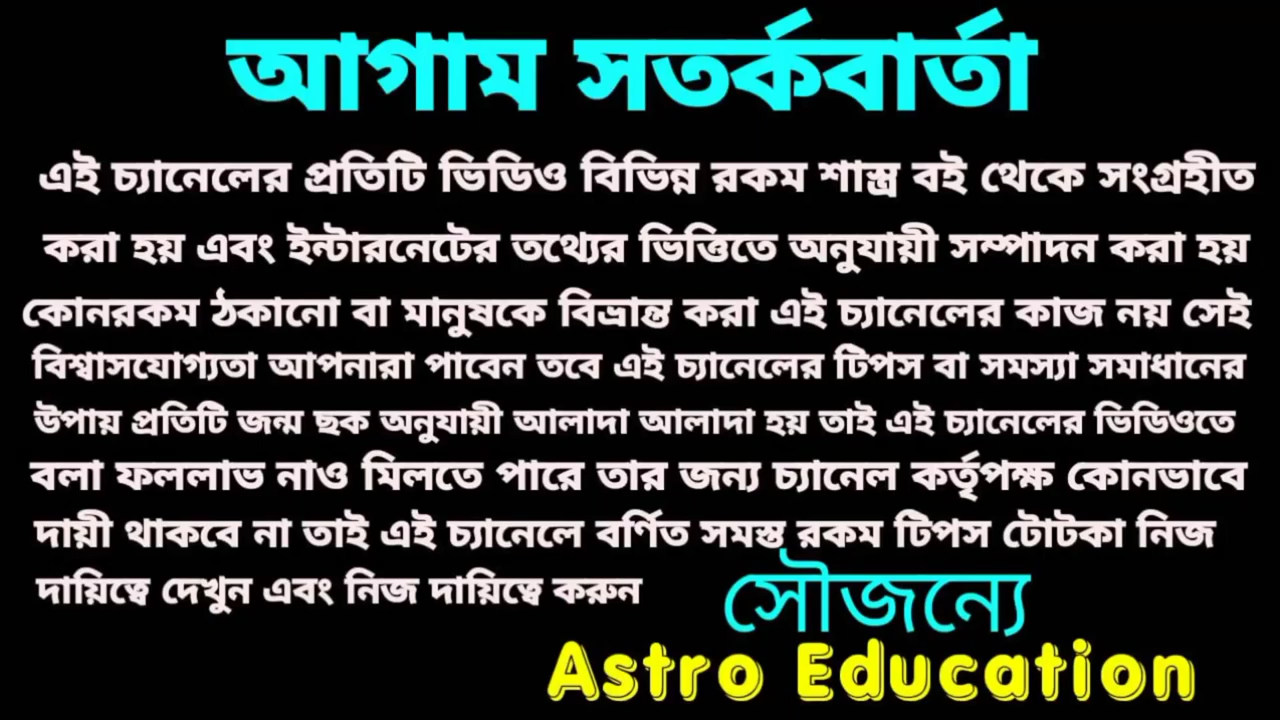 আগাম সতর্কবার্তা
এই চ্যানেলের প্রতিটি ভিডিও বিভিন্ন রকম শাস্ত্র বই থেকে সংগ্রহীত
করা হয় এবং ইন্টারনেটের তথ্যের ভিত্তিতে অনুযায়ী সম্পাদন করা হয়
কোনরকম ঠকানো বা মানুষকে বিভ্রান্ত করা এই চ্যানেলের কাজ নয় সেই
বিশ্বাসযোগ্যতা আপনারা পাবেন তবে এই চ্যানেলের টিপস বা সমস্যা সমাধানের
উপায় প্রতিটি জন্ম ছক অনুযায়ী আলাদা আলাদা হয় তাই এই চ্যানেলের ভিডিওতে
বলা ফললাভ নাও মিলতে পারে তার জন্য চ্যানেল কর্তৃপক্ষ কোনভাবে
দায়ী থাকবে না তাই এই চ্যানেলে বর্ণিত সমস্ত রকম টিপস টোটকা নিজ
দায়িত্বে দেখুন এবং নিজ দায়িত্বে করুন
সৌজন্যে
Astro Education